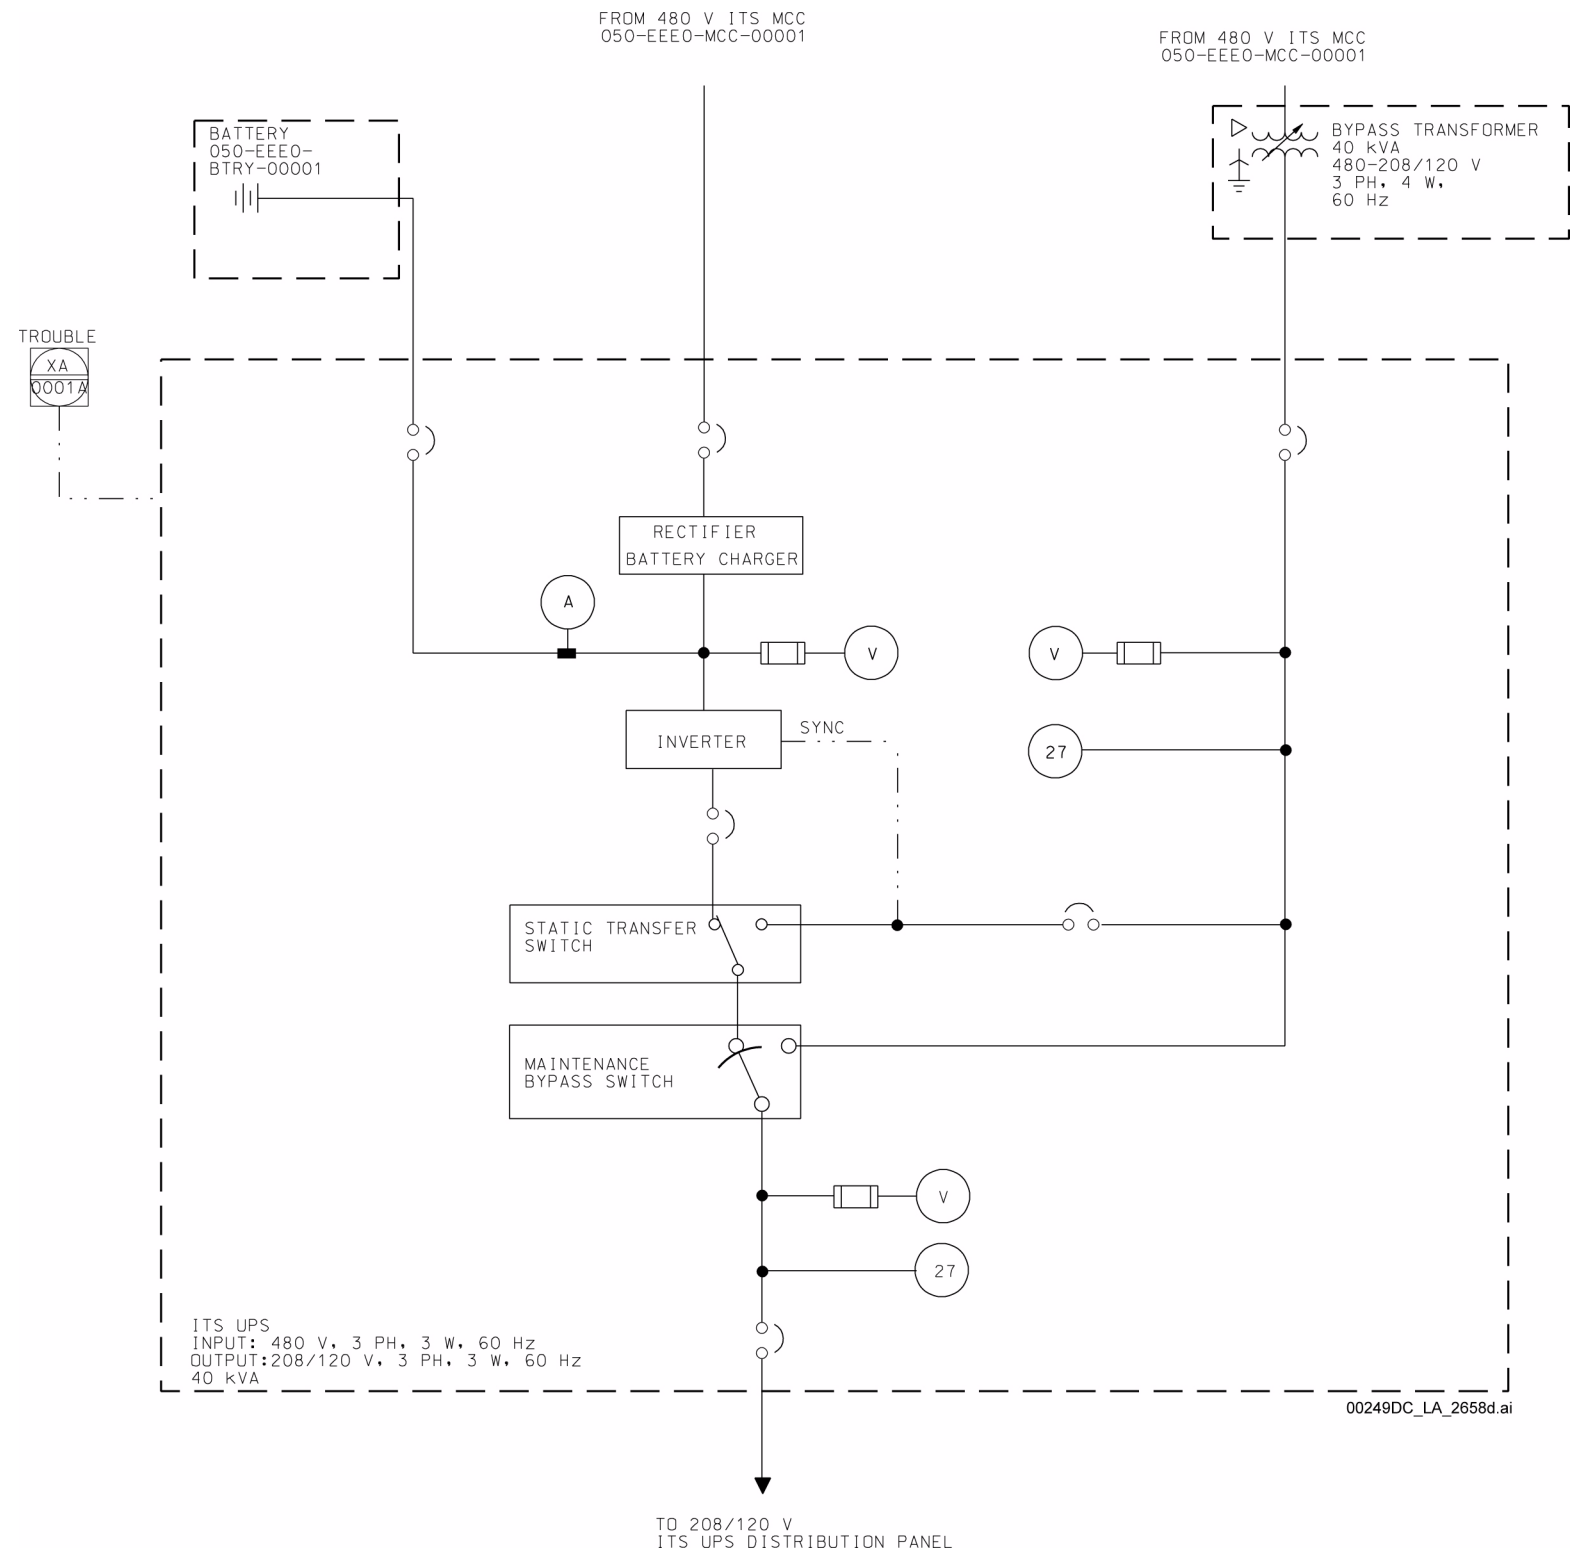 FROM 480 V ITS MCC
050-EEE0-MCC-00001
FROM 480 V ITS MCC
050-EEE0-MCC-00001
BATTERY
050-EEE0-
BTRY-00001
BYPASS TRANSFORMER
40 kVA
480-208/120 V
3 PH, 4 W,
60 Hz
TROUBLE
XA
0001A
RECTIFIER
BATTERY CHARGER
A
V
V
INVERTER
SYNC
27
STATIC TRANSFER
SWITCH
MAINTENANCE
BYPASS SWITCH
V
27
ITS UPS
INPUT: 480 V, 3 PH, 3 W, 60 Hz
OUTPUT:208/120 V, 3 PH, 3 W, 60 Hz
40 kVA
00249DC_LA_2658d.ai
TO 208/120 V
ITS UPS DISTRIBUTION PANEL